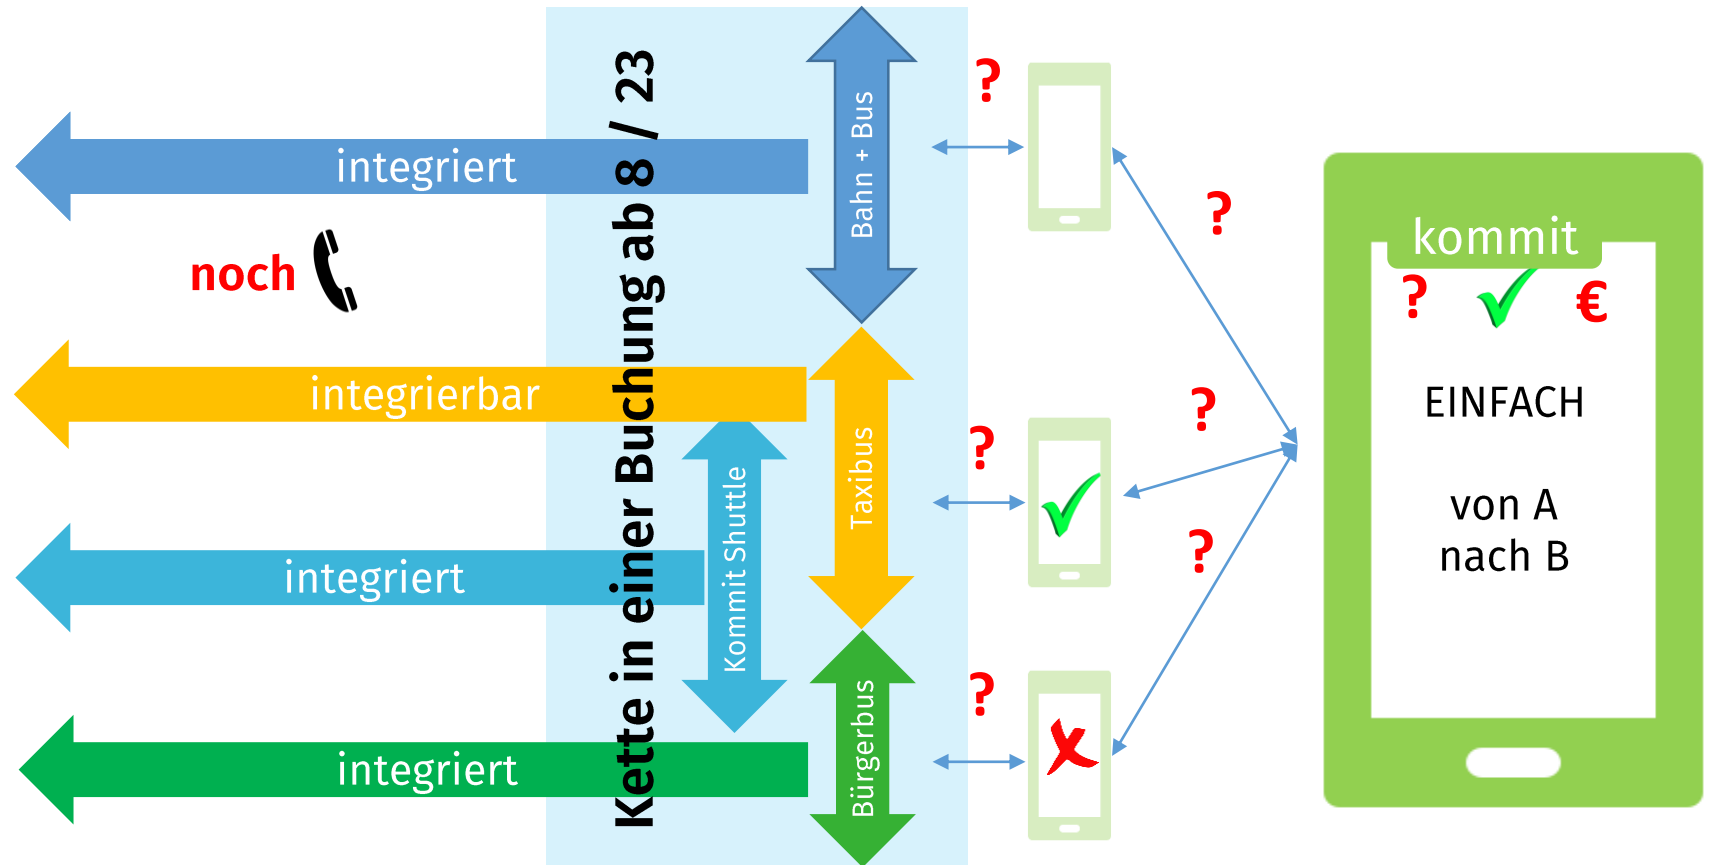 integriert
noch
integrierbar
integriert
integriert
Kette in einer Buchung ab 8 / 23
Bahn + Bus
Taxibus
Kommit Shuttle
Bürgerbus
?
?
?
?
?
?
kommit
? €
EINFACH
von A
nach B